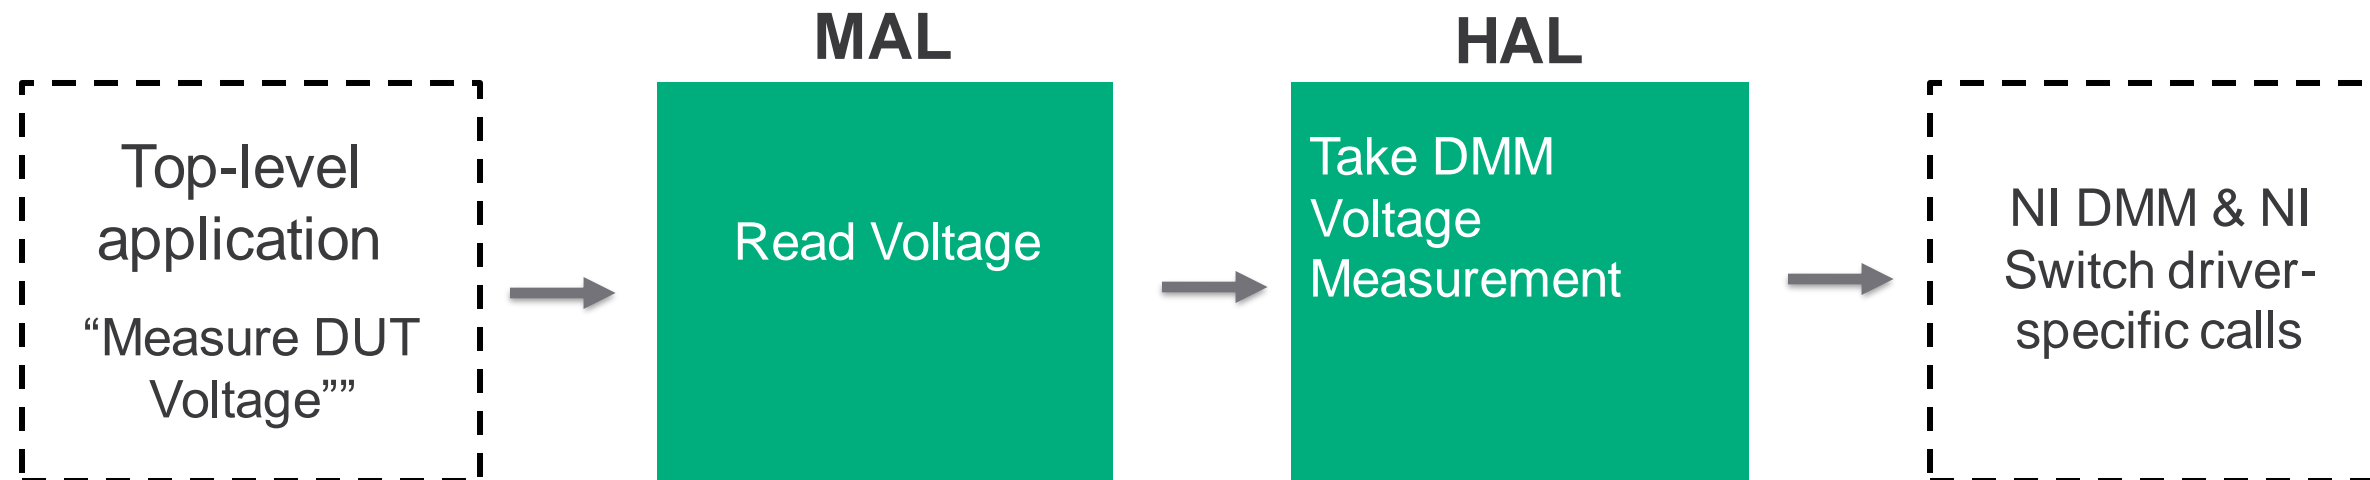 MAL
HAL
Top-level
application
“Measure DUT
Voltage””
Read Voltage
Take DMM
Voltage
Measurement
NI DMM & NI
Switch driver-
specific calls